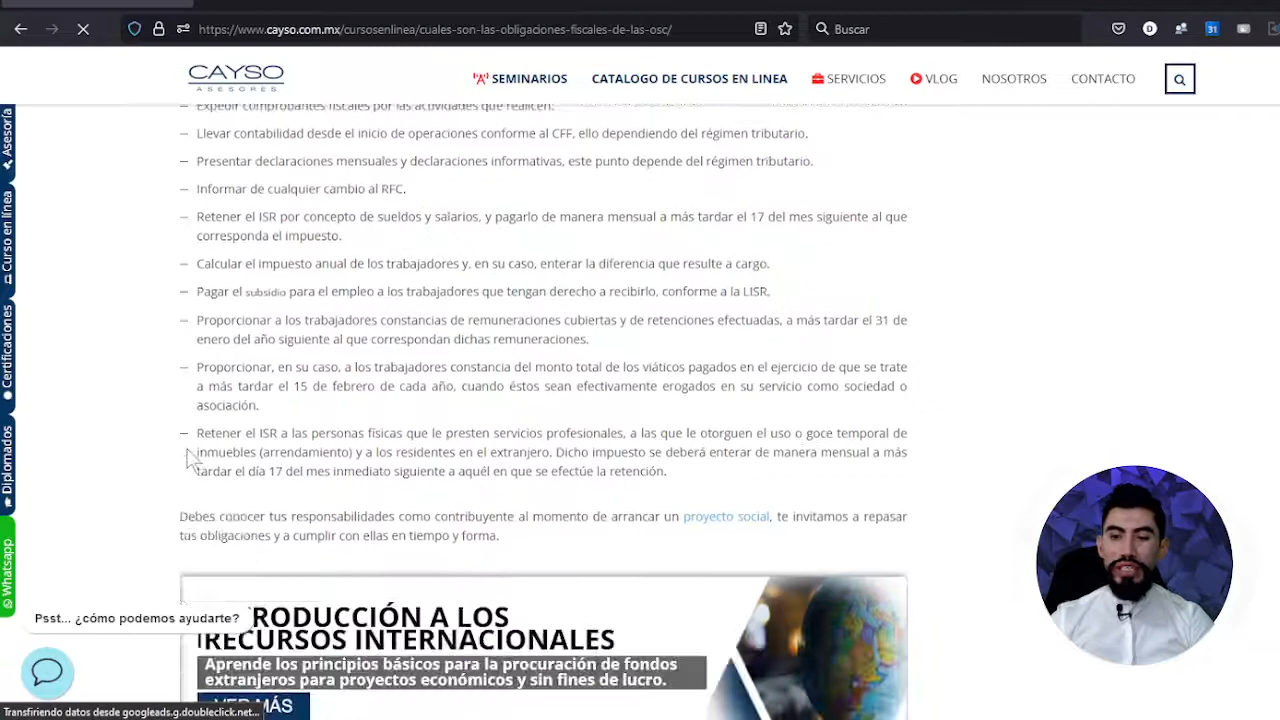 https://www.cayso.com.mx/cursosenlinea/cuales-son-las-obligaciones-fiscales-de-las-osc/
Buscar
D
31
CAYSO
ASESORES
SEMINARIOS
CATALOGO DE CURSOS EN LINEA
SERVICIOS
VLOG
NOSOTROS
CONTACTO
Asesoría
Curso en línea
Certificaciones
Diplomados
Whatsapp
Expedir comprobantes fiscales por las actividades que realicen.
– Llevar contabilidad desde el inicio de operaciones conforme al CFF, ello dependiendo del régimen tributario.
– Presentar declaraciones mensuales y declaraciones informativas, este punto depende del régimen tributario.
– Informar de cualquier cambio al RFC.
– Retener el ISR por concepto de sueldos y salarios, y pagarlo de manera mensual a más tardar el 17 del mes siguiente al que
corresponda el impuesto.
– Calcular el impuesto anual de los trabajadores y, en su caso, enterar la diferencia que resulte a cargo.
– Pagar el subsidio para el empleo a los trabajadores que tengan derecho a recibirlo, conforme a la LISR.
– Proporcionar a los trabajadores constancias de remuneraciones cubiertas y de retenciones efectuadas, a más tardar el 31 de
enero del año siguiente al que correspondan dichas remuneraciones.
– Proporcionar, en su caso, a los trabajadores constancia del monto total de los viáticos pagados en el ejercicio de que se trate
a más tardar el 15 de febrero de cada año, cuando éstos sean efectivamente erogados en su servicio como sociedad o
asociación.
– Retener el ISR a las personas físicas que le presten servicios profesionales, a las que le otorguen el uso o goce temporal de
inmuebles (arrendamiento) y a los residentes en el extranjero. Dicho impuesto se deberá enterar de manera mensual a más
tardar el día 17 del mes inmediato siguiente a aquél en que se efectúe la retención.
Debes conocer tus responsabilidades como contribuyente al momento de arrancar un proyecto social, te invitamos a repasar
tus obligaciones y a cumplir con ellas en tiempo y forma.
RODUCCIÓN A LOS
RECURSOS INTERNACIONALES
Aprende los principios básicos para la procuración de fondos
extranjeros para proyectos económicos y sin fines de lucro.
VER MÁS
Psst... ¿cómo podemos ayudarte?
Transfiriendo datos desde googleads.g.doubleclick.net...